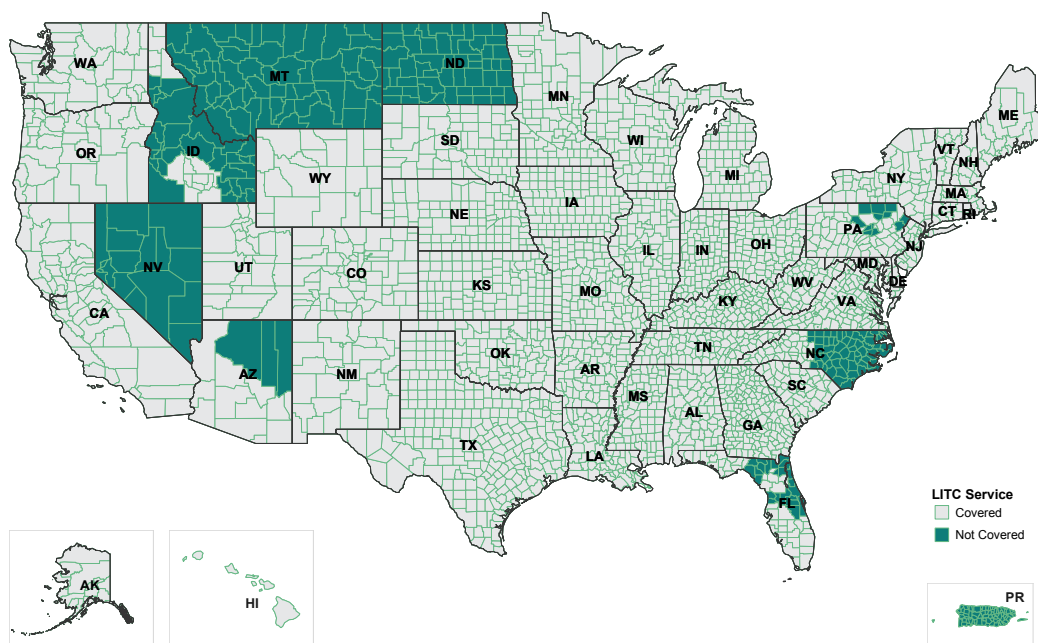 WA
MT
ND
MN
ME
OR
ID
SD
WI
VT
NH
WY
MI
NY
MA
CT
RI
NE
IA
PA
NV
UT
CO
IL
IN
OH
NJ
KS
MO
WV
MD
DE
CA
KY
VA
AZ
NM
OK
AR
TN
NC
MS
AL
GA
SC
TX
LA
FL
LITC Service
Covered
Not Covered
AK
HI
PR